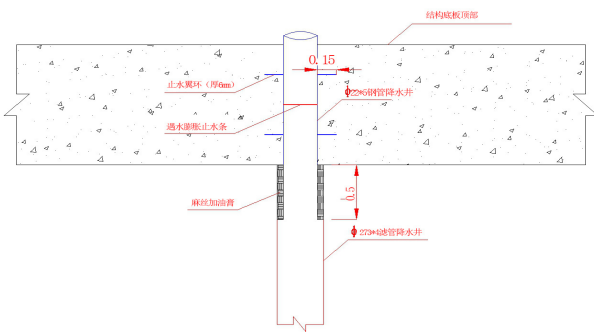 结构底板顶部
0.15
止水翼环（厚6mm）
ϕ22*6钢管降水井
遇水膨胀止水条
麻丝加油膏
0.5
ϕ273*4滤管降水井